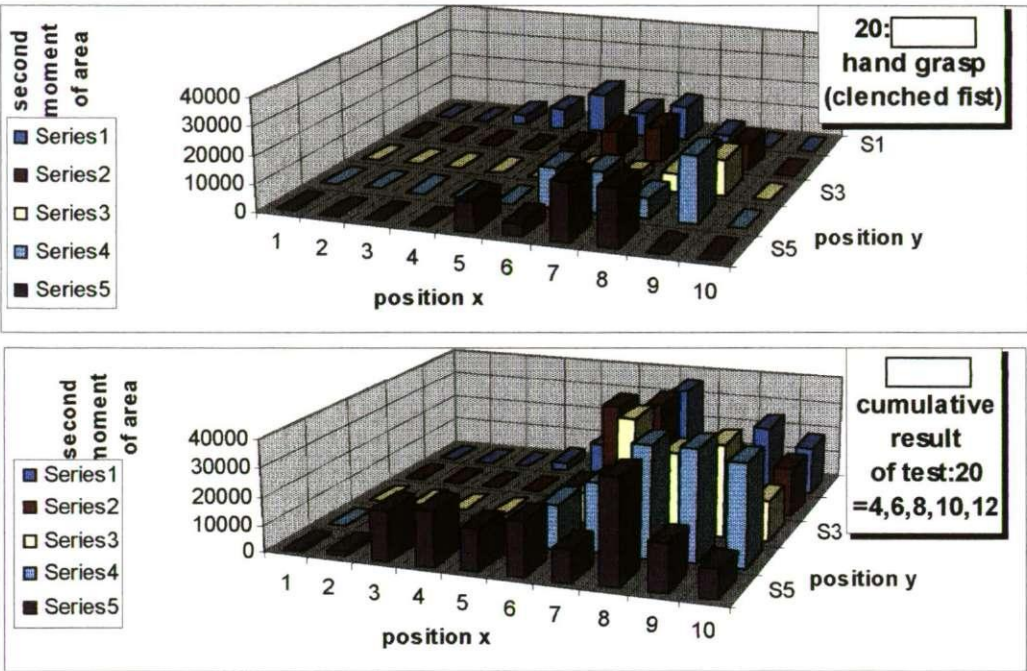 second
moment
of area
Series1
Series2
Series3
Series4
Series5
40000
30000
20000
10000
0
1 2 3 4 5 6 7 8 9 10
position x
S1
S3
S5
position y
20:
hand grasp
(clenched fist)
second
moment
of area
Series1
Series2
Series3
Series4
Series5
40000
30000
20000
10000
0
1 2 3 4 5 6 7 8 9 10
position x
S3
S5
position y
cumulative
result
of test:20
=4,6,8,10,12